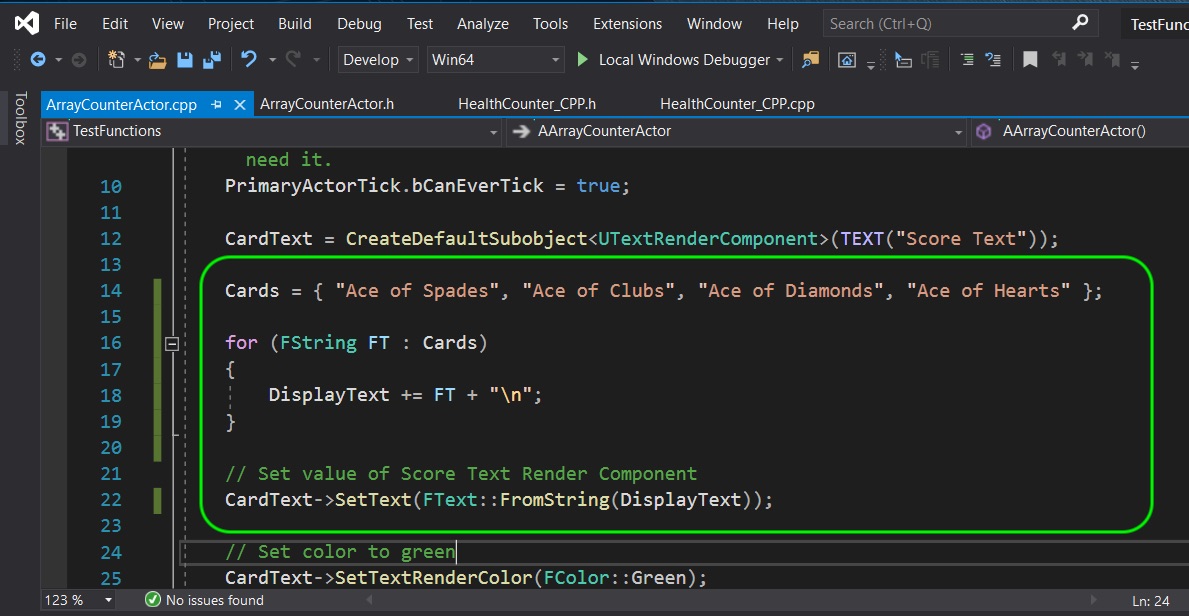 File Edit View Project Build Debug Test Analyze Tools Extensions Window Help Search (Ctrl+Q) TestFunc
Develop Win64 Local Windows Debugger
Toolbox
ArrayCounterActor.cpp ArrayCounterActor.h HealthCounter_CPP.h HealthCounter_CPP.cpp
TestFunctions AArrayCounterActor AArrayCounterActor()
need it.
10 PrimaryActorTick.bCanEverTick = true;
11
12 CardText = CreateDefaultSubobject<UTextRenderComponent>(TEXT("Score Text"));
13
14 Cards = { "Ace of Spades", "Ace of Clubs", "Ace of Diamonds", "Ace of Hearts" };
15
16 for (FString FT : Cards)
17 {
18 DisplayText += FT + "\n";
19 }
20
21 // Set value of Score Text Render Component
22 CardText->SetText(FText::FromString(DisplayText));
23
24 // Set color to green
25 CardText->SetTextRenderColor(FColor::Green);
123 % No issues found Ln: 24